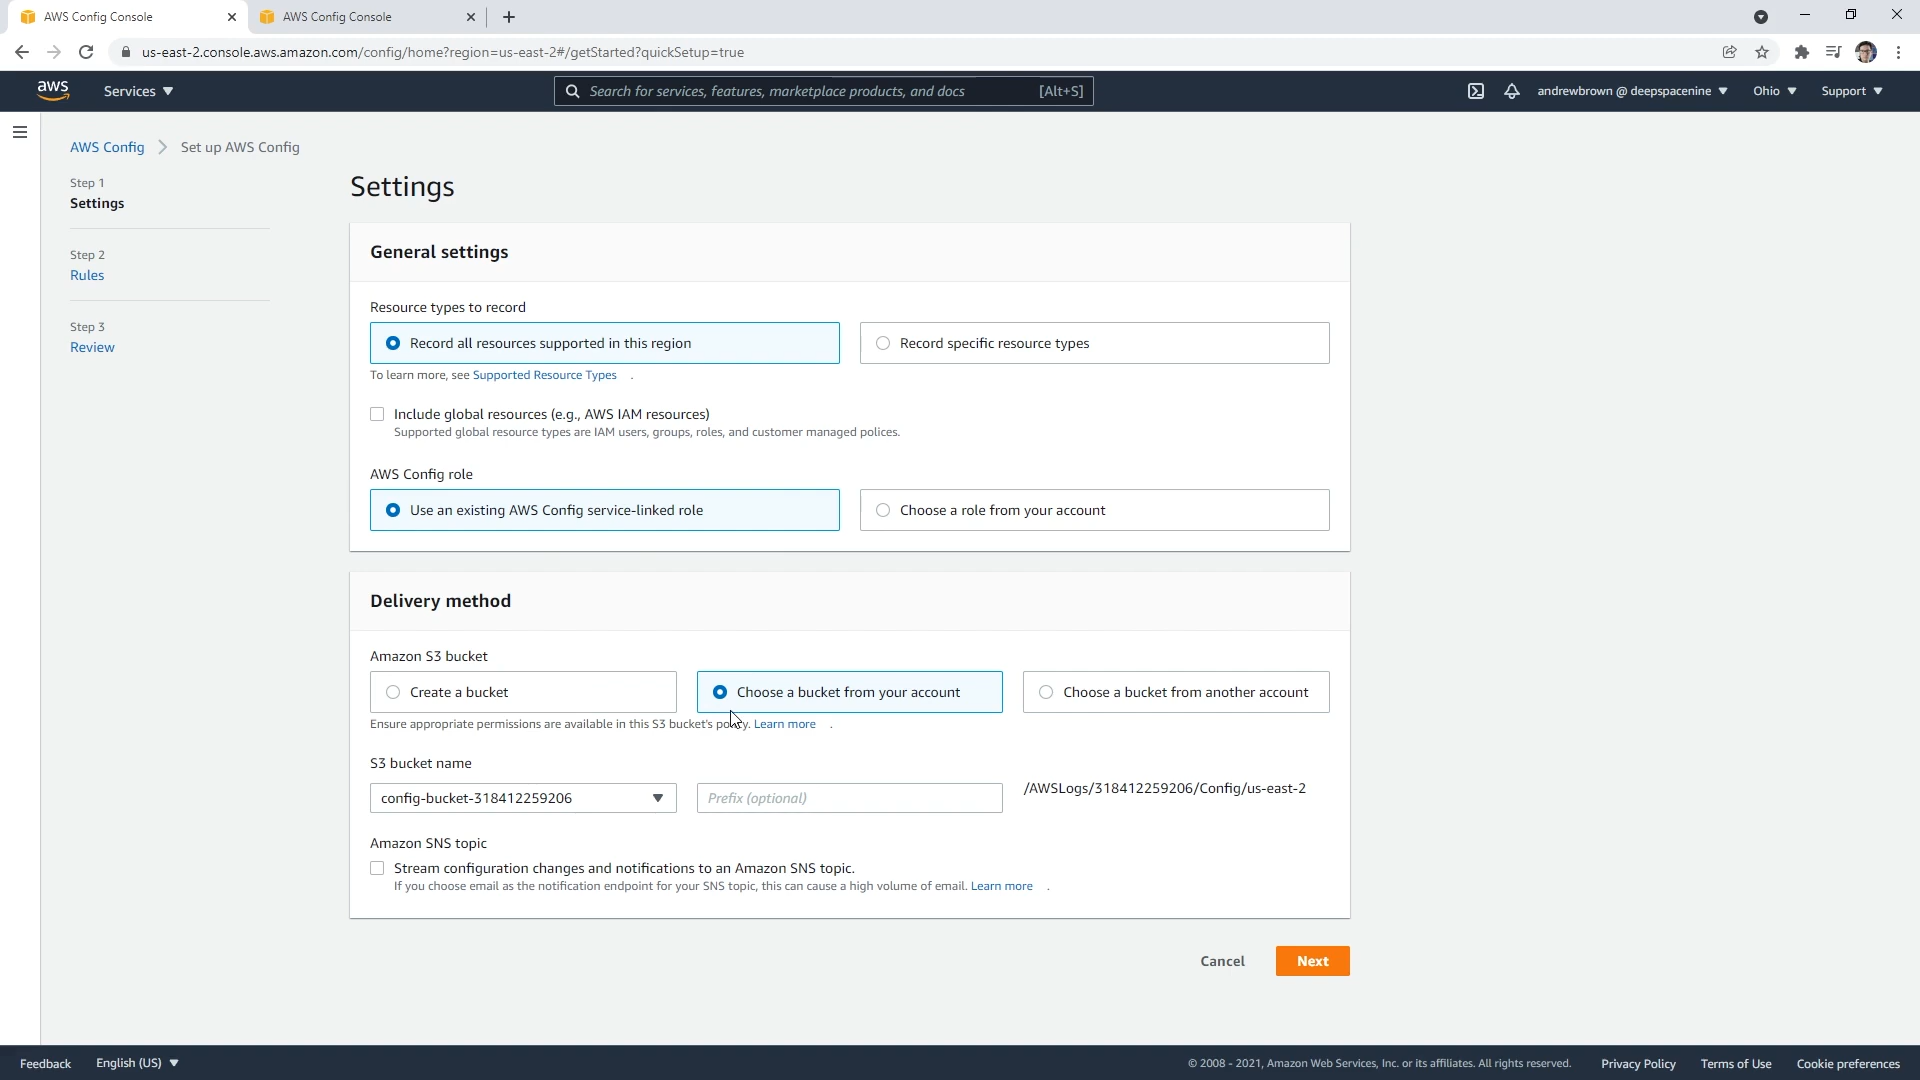 AWS Config Console
AWS Config Console
us-east-2.console.aws.amazon.com/config/home?region=us-east-2#/getStarted?quickSetup=true
aws
Services
Search for services, features, marketplace products, and docs
[Alt+S]
andrewbrown @ deepspacenine
Ohio
Support
AWS Config
Set up AWS Config
Step 1
Settings
Step 2
Rules
Step 3
Review
Settings
General settings
Resource types to record
Record all resources supported in this region
Record specific resource types
To learn more, see Supported Resource Types .
Include global resources (e.g., AWS IAM resources)
Supported global resource types are IAM users, groups, roles, and customer managed polices.
AWS Config role
Use an existing AWS Config service-linked role
Choose a role from your account
Delivery method
Amazon S3 bucket
Create a bucket
Choose a bucket from your account
Choose a bucket from another account
Ensure appropriate permissions are available in this S3 bucket's policy. Learn more .
S3 bucket name
config-bucket-318412259206
Prefix (optional)
/AWSLogs/318412259206/Config/us-east-2
Amazon SNS topic
Stream configuration changes and notifications to an Amazon SNS topic.
If you choose email as the notification endpoint for your SNS topic, this can cause a high volume of email. Learn more .
Cancel
Next
Feedback
English (US)
© 2008 - 2021, Amazon Web Services, Inc. or its affiliates. All rights reserved.
Privacy Policy
Terms of Use
Cookie preferences